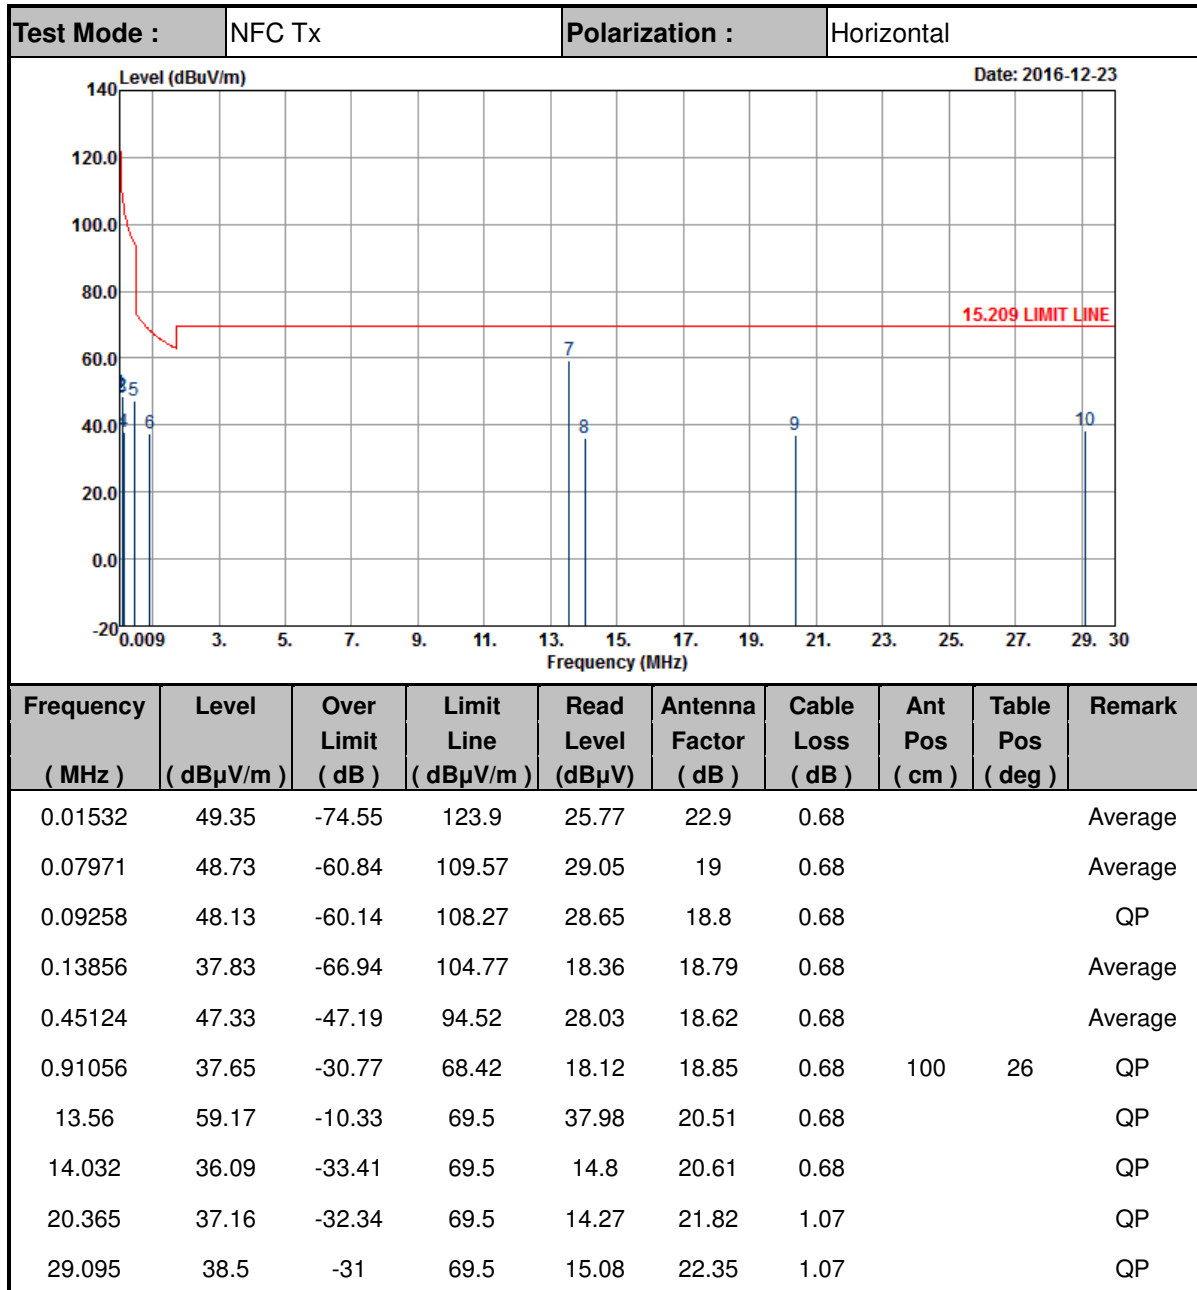 Test Mode : NFC Tx Polarization : Horizontal
Level (dBuV/m) Date: 2016-12-23
140
120.0
100.0
80.0
15.209 LIMIT LINE
60.0
7
3 5
40.0
4 6 8 9 10
20.0
0.0
-20
0.009 3. 5. 7. 9. 11. 13. 15. 17. 19. 21. 23. 25. 27. 29. 30
Frequency (MHz)
Frequency Level Over Limit Read Antenna Cable Ant Table Remark
Limit Line Level Factor Loss Pos Pos
( MHz ) ( dBµV/m ) ( dB ) ( dBµV/m ) (dBµV) ( dB ) ( dB ) ( cm ) ( deg )
0.01532 49.35 -74.55 123.9 25.77 22.9 0.68 Average
0.07971 48.73 -60.84 109.57 29.05 19 0.68 Average
0.09258 48.13 -60.14 108.27 28.65 18.8 0.68 QP
0.13856 37.83 -66.94 104.77 18.36 18.79 0.68 Average
0.45124 47.33 -47.19 94.52 28.03 18.62 0.68 Average
0.91056 37.65 -30.77 68.42 18.12 18.85 0.68 100 26 QP
13.56 59.17 -10.33 69.5 37.98 20.51 0.68 QP
14.032 36.09 -33.41 69.5 14.8 20.61 0.68 QP
20.365 37.16 -32.34 69.5 14.27 21.82 1.07 QP
29.095 38.5 -31 69.5 15.08 22.35 1.07 QP